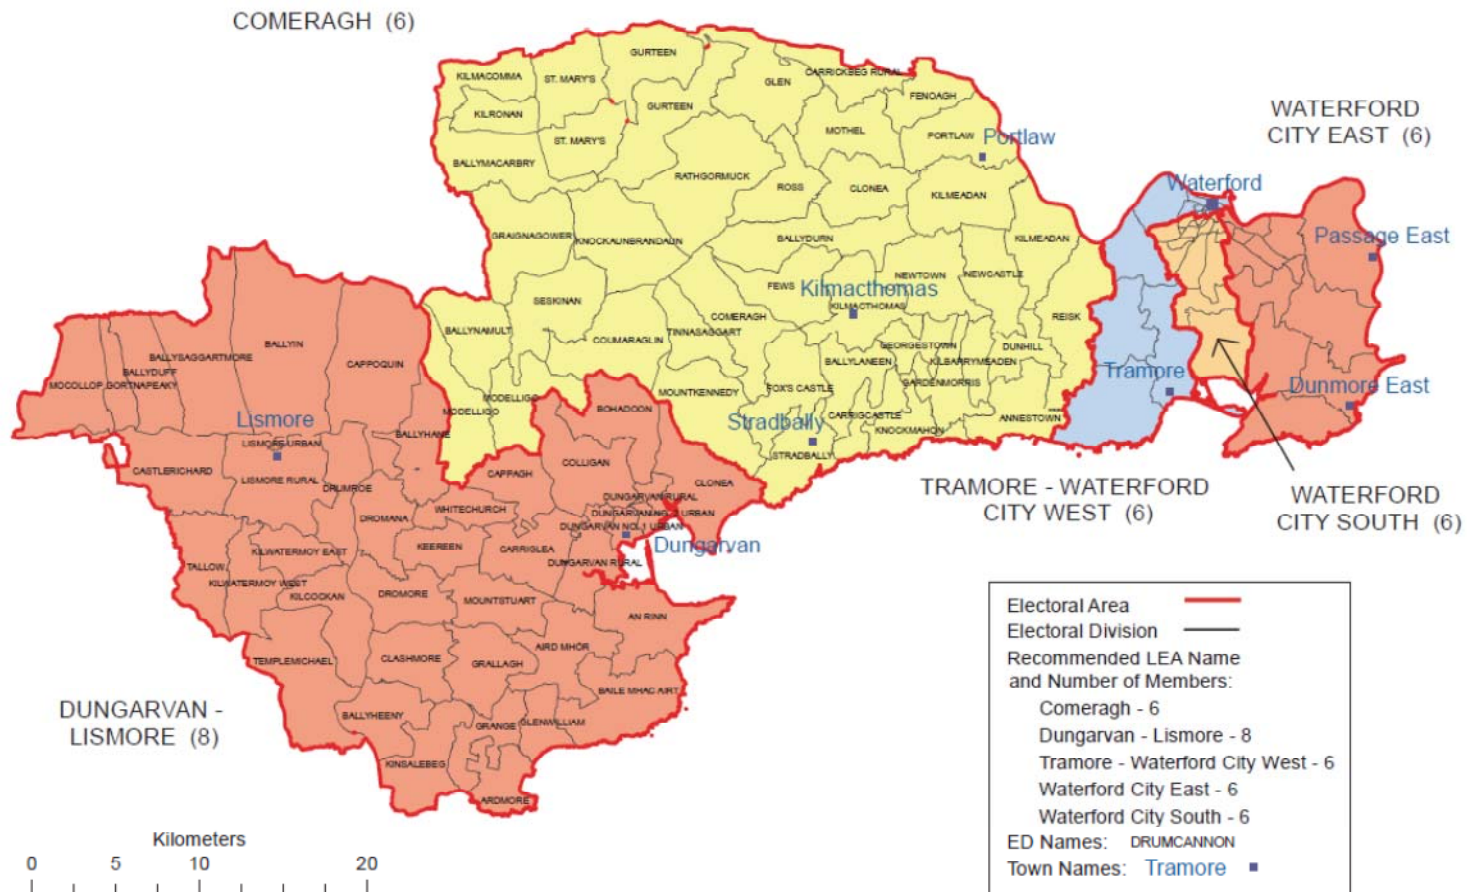 COMERAGH (6)
GURTEEN
KILMACOMMA
ST. MARY'S
GLEN
CARRICKBEG RURAL
FENOAGH
GURTEEN
KILRONAN
WATERFORD
CITY EAST (6)
MOTHEL
PORTLAW
Portlaw
ST. MARY'S
BALLYMACARBRY
RATHGORMUCK
ROSS
CLONEA
KILMEADAN
Waterford
GRAIGNAGOWER
KNOCKAUNBRANDAUN
BALLYDURN
KILMEADAN
Passage East
FEWS
NEWTOWN
NEWCASTLE
Kilmacthomas
KILMACTHOMAS
SESKINAN
COMERAGH
REISK
BALLYNAMULT
TINNASAGGART
COUMARAGLIN
GEORGESTOWN
DUNHILL
BALLYIN
BALLYSAGGARTMORE
CAPPOQUIN
BALLYLANEEN
KILBARRYMEADEN
BALLYDUFF
Tramore
MOCOLLOP
GORTNAPEAKY
GARDENMORRIS
Dunmore East
MOUNTKENNEDY
FOX'S CASTLE
MODELLIGO
MODELLIGO
BOHADOON
CARRIGCASTLE
ANNESTOWN
Lismore
Stradbally
KNOCKMAHON
BALLYHANE
LISMORE URBAN
STRADBALLY
CASTLERICHARD
COLLIGAN
CAPPAGH
CLONEA
LISMORE RURAL
DRUMROE
TRAMORE - WATERFORD
CITY WEST (6)
WATERFORD
CITY SOUTH (6)
DUNGARVAN RURAL
WHITECHURCH
DUNGARVAN NO. 2 URBAN
DROMANA
DUNGARVAN NO.1 URBAN
Dungarvan
KEEREEN
CARRIGLEA
KILWATERMOY EAST
DUNGARVAN RURAL
TALLOW
KILWATERMOY WEST
KILCOCKAN
DROMORE
MOUNTSTUART
AN RINN
AIRD MHÓR
TEMPLEMICHAEL
CLASHMORE
GRALLAGH
BAILE MHAC AIRT
DUNGARVAN -
LISMORE (8)
BALLYHEENY
GRANGE
GLENWILLIAM
KINSALEBEG
ARDMORE
Electoral Area
Electoral Division
Recommended LEA Name
and Number of Members:
Comeragh - 6
Dungarvan - Lismore - 8
Tramore - Waterford City West - 6
Waterford City East - 6
Waterford City South - 6
ED Names: DRUMCANNON
Town Names: Tramore
Kilometers
0 5 10 20